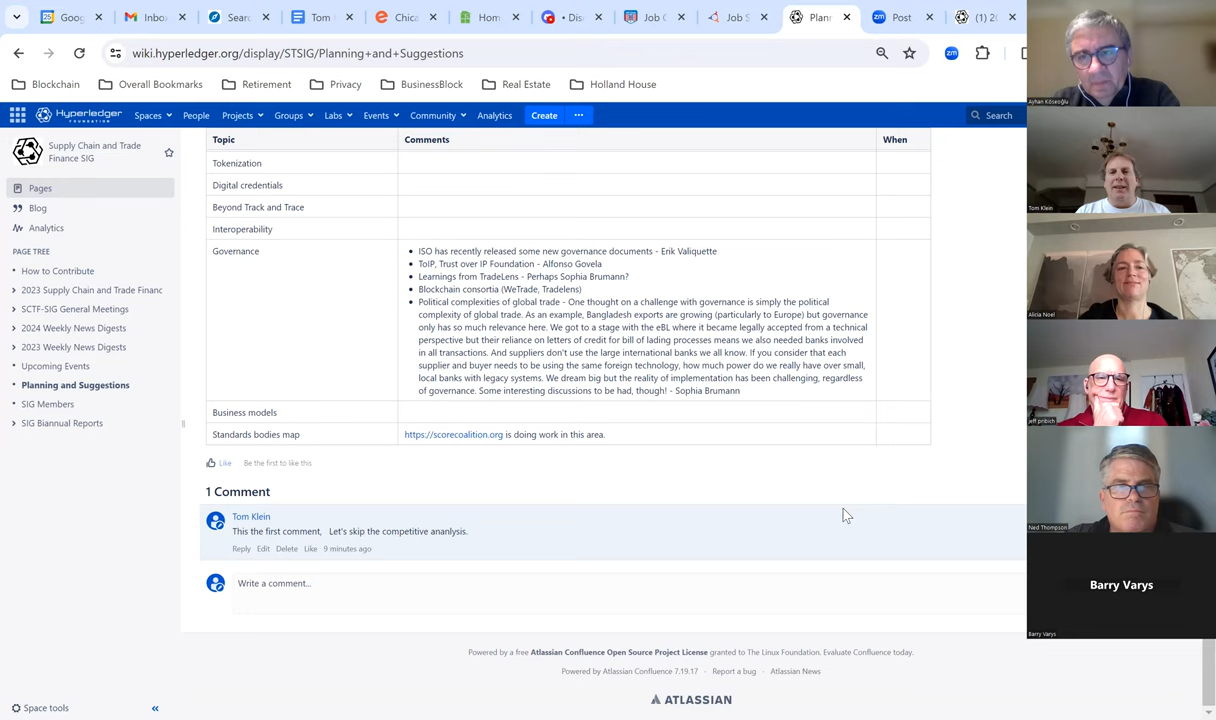 Goog
Inbox
Searc
Tom C
Chica
Hom
• Disc
Job C
Job S
Plann
Post
(1) 20
wiki.hyperledger.org/display/STSIG/Planning+and+Suggestions
Blockchain
Overall Bookmarks
Retirement
Privacy
BusinessBlock
Real Estate
Holland House
HYPERLEDGER FOUNDATION
Spaces
People
Projects
Groups
Labs
Events
Community
Analytics
Create
Search
Supply Chain and Trade
Finance SIG
Pages
Blog
Analytics
PAGE TREE
How to Contribute
2023 Supply Chain and Trade Financ
SCTF-SIG General Meetings
2024 Weekly News Digests
2023 Weekly News Digests
Upcoming Events
Planning and Suggestions
SIG Members
SIG Biannual Reports
Space tools
Topic Comments When
Tokenization
Digital credentials
Beyond Track and Trace
Interoperability
Governance
• ISO has recently released some new governance documents - Erik Valiquette
• ToIP, Trust over IP Foundation - Alfonso Govela
• Learnings from TradeLens - Perhaps Sophia Brumann?
• Blockchain consortia (WeTrade, Tradelens)
• Political complexities of global trade - One thought on a challenge with governance is simply the political
complexity of global trade. As an example, Bangladesh exports are growing (particularly to Europe) but governance
only has so much relevance here. We got to a stage with the eBL where it became legally accepted from a technical
perspective but their reliance on letters of credit for bill of lading processes means we also needed banks involved
in all transactions. And suppliers don't use the large international banks we all know. If you consider that each
supplier and buyer needs to be using the same foreign technology, how much power do we really have over small,
local banks with legacy systems. We dream big but the reality of implementation has been challenging, regardless
of governance. Some interesting discussions to be had, though! - Sophia Brumann
Business models
Standards bodies map https://scorecoalition.org is doing work in this area.
Like Be the first to like this
1 Comment
Tom Klein
This the first comment, Let's skip the competitive ananlysis.
Reply Edit Delete Like 9 minutes ago
Write a comment...
Powered by a free Atlassian Confluence Open Source Project License granted to The Linux Foundation. Evaluate Confluence today.
Powered by Atlassian Confluence 7.19.17 · Report a bug · Atlassian News
ATLASSIAN
Ayhan Köseoğlu
Tom Klein
Alicia Noel
jeff pribich
Ned Thompson
Barry Varys
Barry Varys